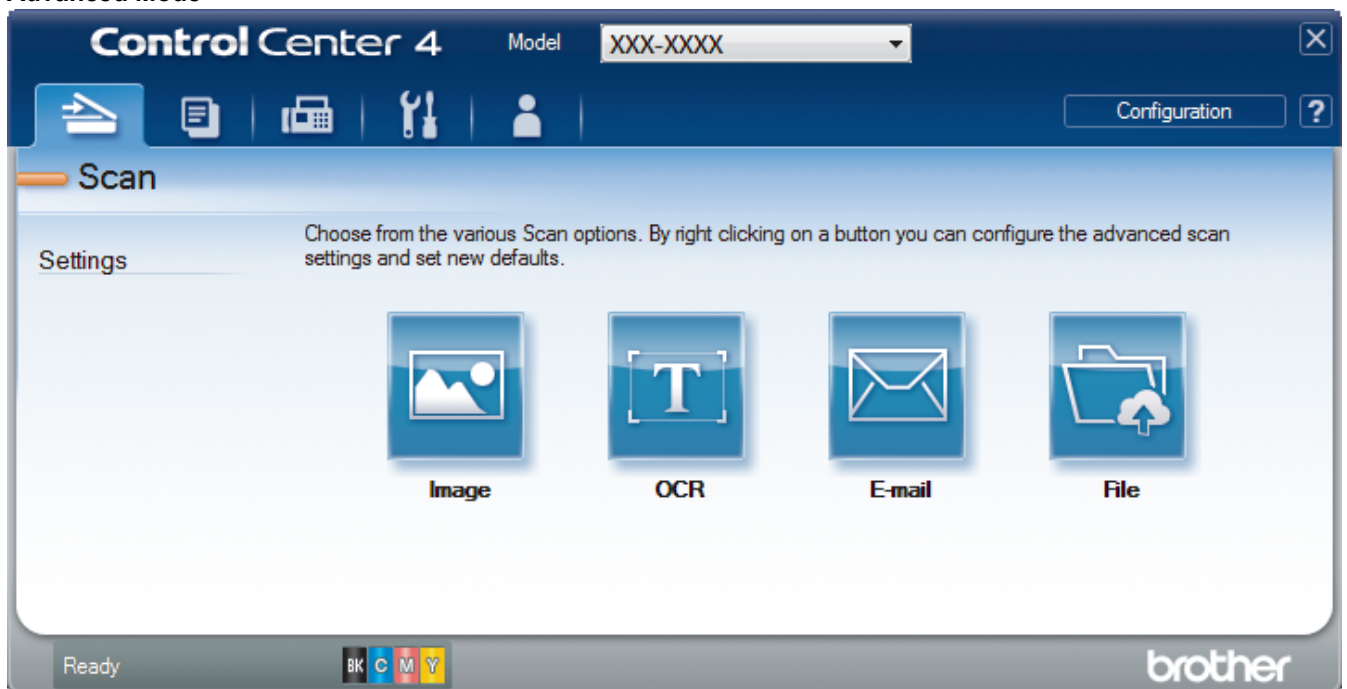 Advanced Mode
Control Center 4
Model
XXX-XXXX
Configuration
?
Scan
Settings
Choose from the various Scan options. By right clicking on a button you can configure the advanced scan
settings and set new defaults.
T
Image
OCR
E-mail
File
Ready
BK C M Y
brother